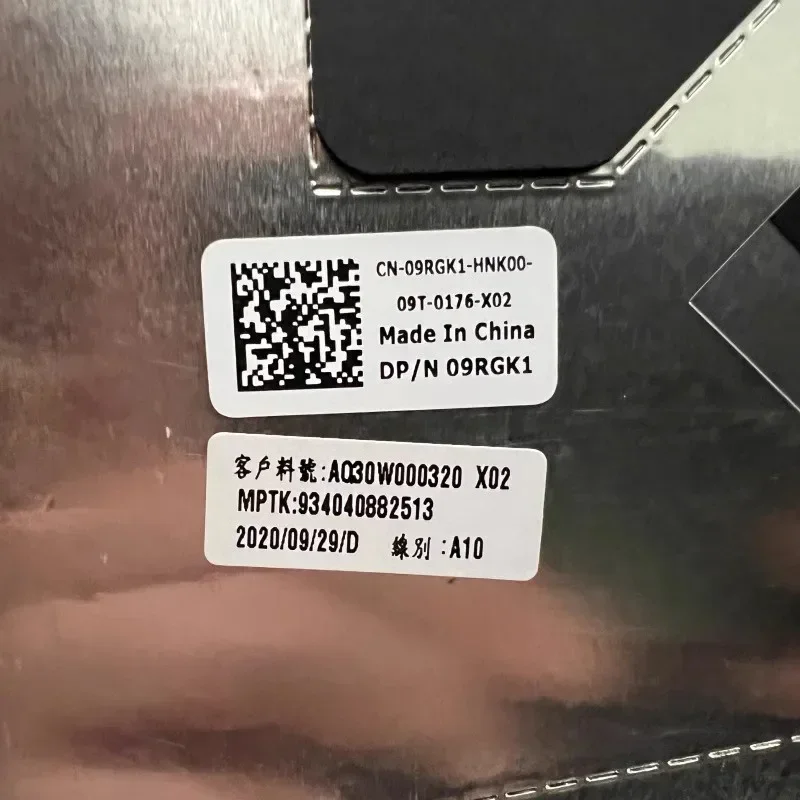 CN-09RGK1-HNK00-
09T-0176-X02
Made In China
DP/N 09RGK1
客户料號:AQ30W000320 X02
MPTK:934040882513
2020/09/29/D 線別:A10